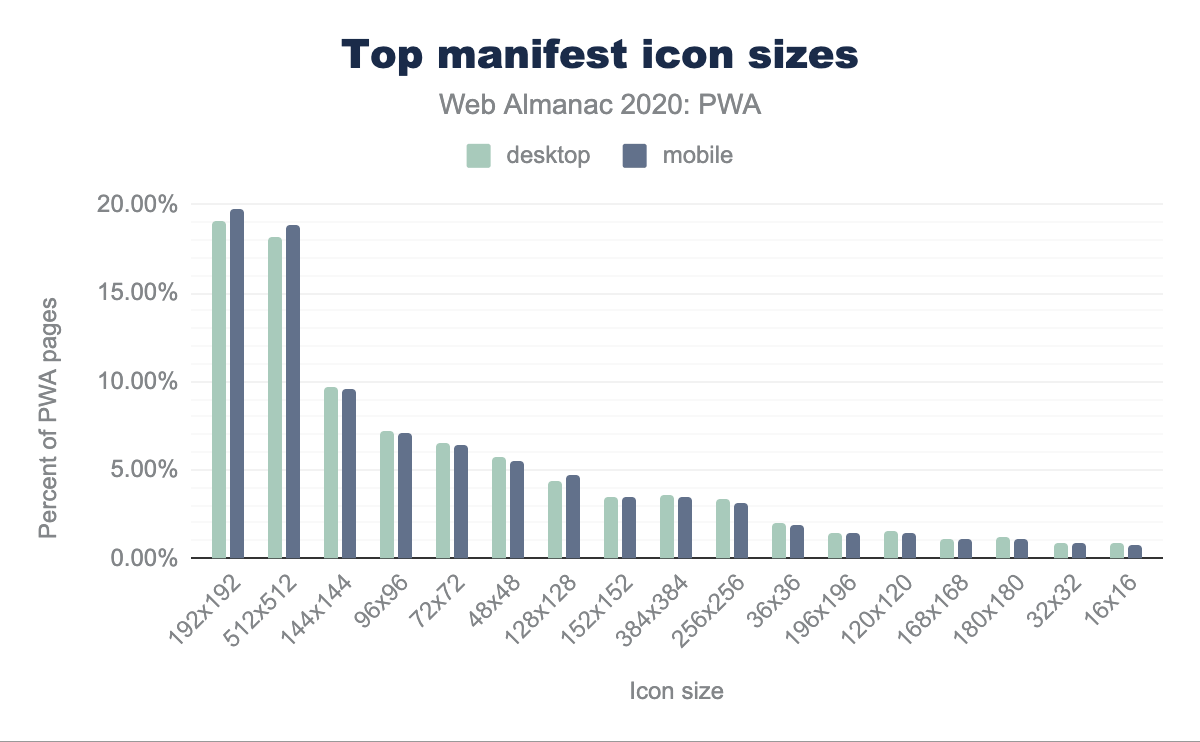 Top manifest icon sizes
Web Almanac 2020: PWA
desktop
mobile
Percent of PWA pages
20.00%
15.00%
10.00%
5.00%
0.00%
192x192
512x512
144x144
96x96
72x72
48x48
128x128
152x152
384x384
256x256
36x36
196x196
120x120
168x168
180x180
32x32
16x16
Icon size